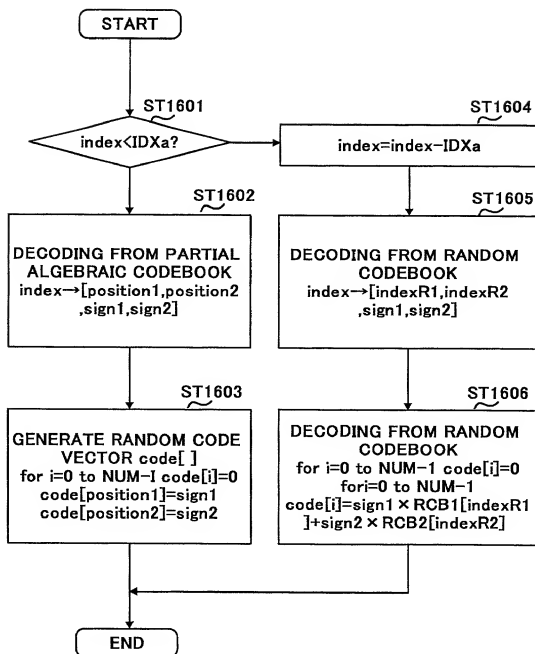 START
ST1601
index<IDXa?
ST1604
index=index-IDXa
ST1602
DECODING FROM PARTIAL
ALGEBRAIC CODEBOOK
index→[position1,position2
,sign1,sign2]
ST1605
DECODING FROM RANDOM
CODEBOOK
index→[indexR1,indexR2
,sign1,sign2]
ST1603
GENERATE RANDOM CODE
VECTOR code[ ]
for i=0 to NUM-I code[i]=0
code[position1]=sign1
code[position2]=sign2
ST1606
DECODING FROM RANDOM
CODEBOOK
for i=0 to NUM-1 code[i]=0
fori=0 to NUM-1
code[i]=sign1×RCB1[indexR1
]+sign2×RCB2[indexR2]
END